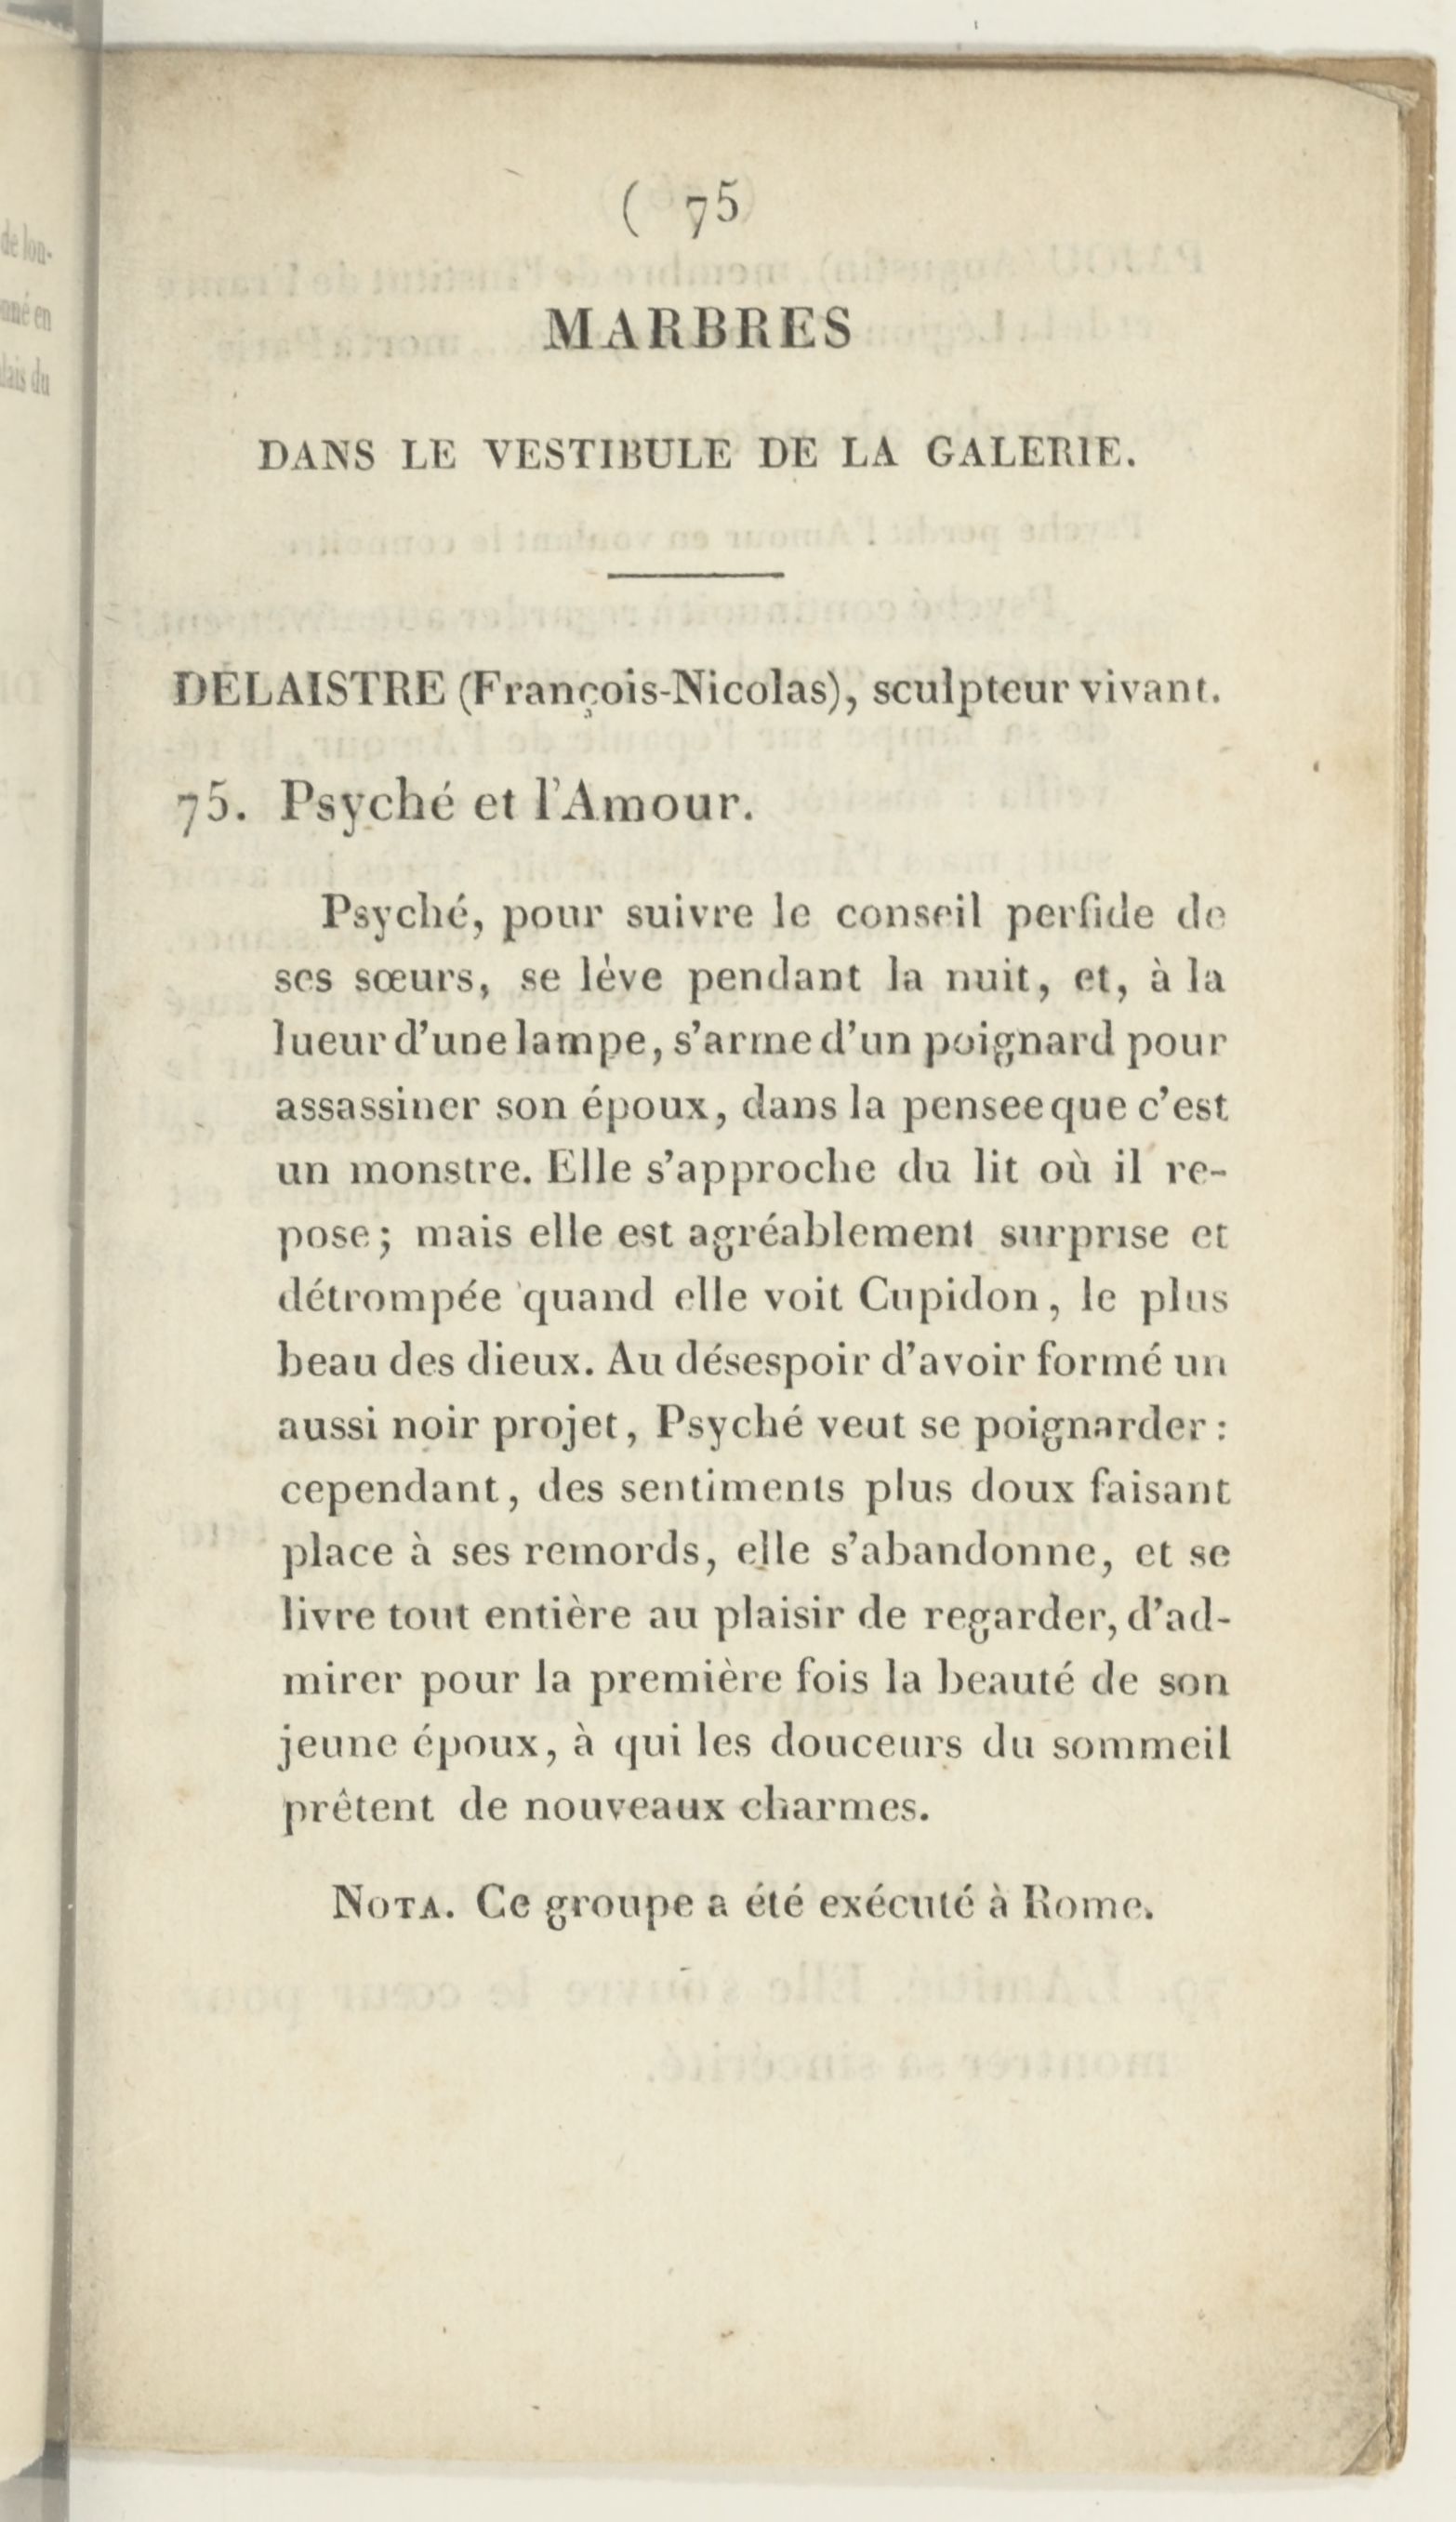 ( 75
MARBRES
DANS LE VESTIBULE DE LA GALERIE.
DELAISTRE (François-Nicolas), sculpteur vivant.
75. Psyché et l'Amour.
Psyché, pour suivre le conseil perfide de
ses sœurs, se lève pendant la nuit, et, à la
lueur d'une lampe, s'arme d'un poignard pour
assassiner son époux, dans la pensee que c'est
un monstre. Elle s'approche du lit où il re-
pose; mais elle est agréablement surprise et
détrompée quand elle voit Cupidon, le plus
beau des dieux. Au désespoir d'avoir formé un
aussi noir projet, Psyché veut se poignarder :
cependant, des sentiments plus doux faisant
place à ses remords, elle s'abandonne, et se
livre tout entière au plaisir de regarder, d'ad-
mirer pour la première fois la beauté de son
jeune époux, à qui les douceurs du sommeil
prêtent de nouveaux charmes.
NOTA. Ce groupe a été exécuté à Rome.